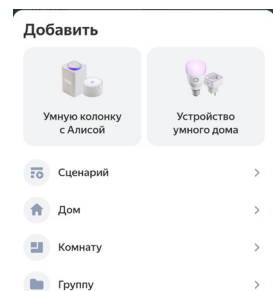 Добавить
Умную колонку
с Алисой
Устройство
умного дома
Сценарий
Дом
Комнату
Группу